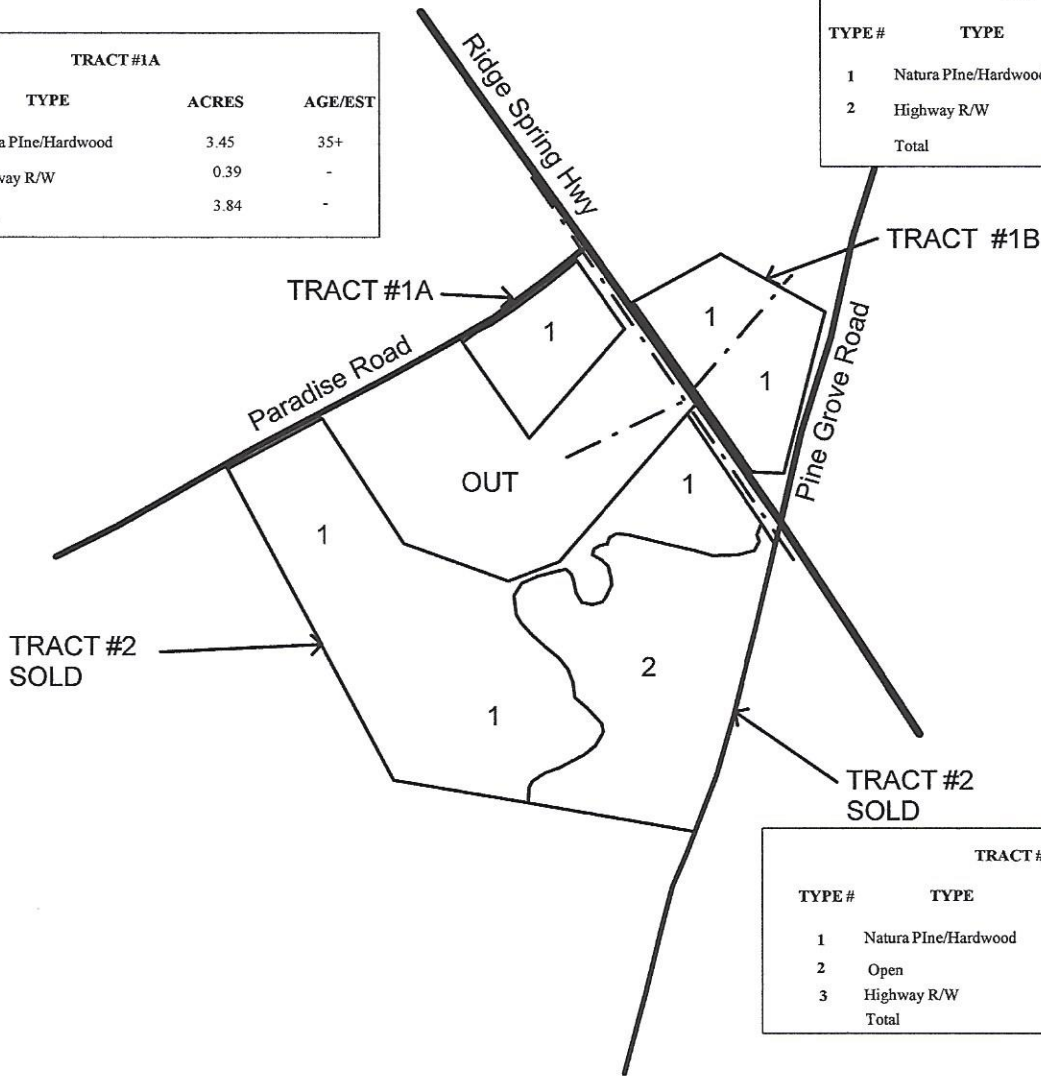 TRACT #1A
TYPE ACRES AGE/EST
a PIne/Hardwood 3.45 35+
way R/W 0.39 -
3.84 -
TYPE # TYPE
1 Natura PIne/Hardwood
2 Highway R/W
Total
Ridge Spring Hwy
TRACT #1B
TRACT #1A
1
1
1
Paradise Road
Pine Grove Road
OUT
1
1
TRACT #2
SOLD
2
1
TRACT #2
SOLD
TRACT #
TYPE # TYPE
1 Natura PIne/Hardwood
2 Open
3 Highway R/W
Total